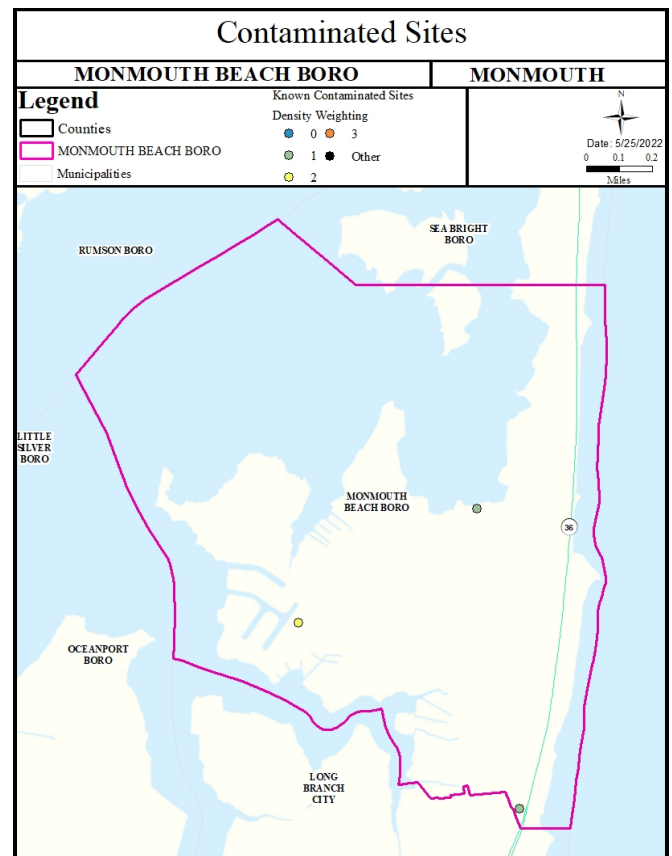 Contaminated Sites
MONMOUTH BEACH BORO
MONMOUTH
Legend
Counties
MONMOUTH BEACH BORO
Municipalities
Known Contaminated Sites
Density Weighting
0 3
1 Other
2
N
Date: 5/25/2022
0 0.1 0.2
Miles
RUMSON BORO
SEA BRIGHT
BORO
LITTLE
SILVER
BORO
MONMOUTH
BEACH BORO
36
OCEANPORT
BORO
LONG
BRANCH
CITY